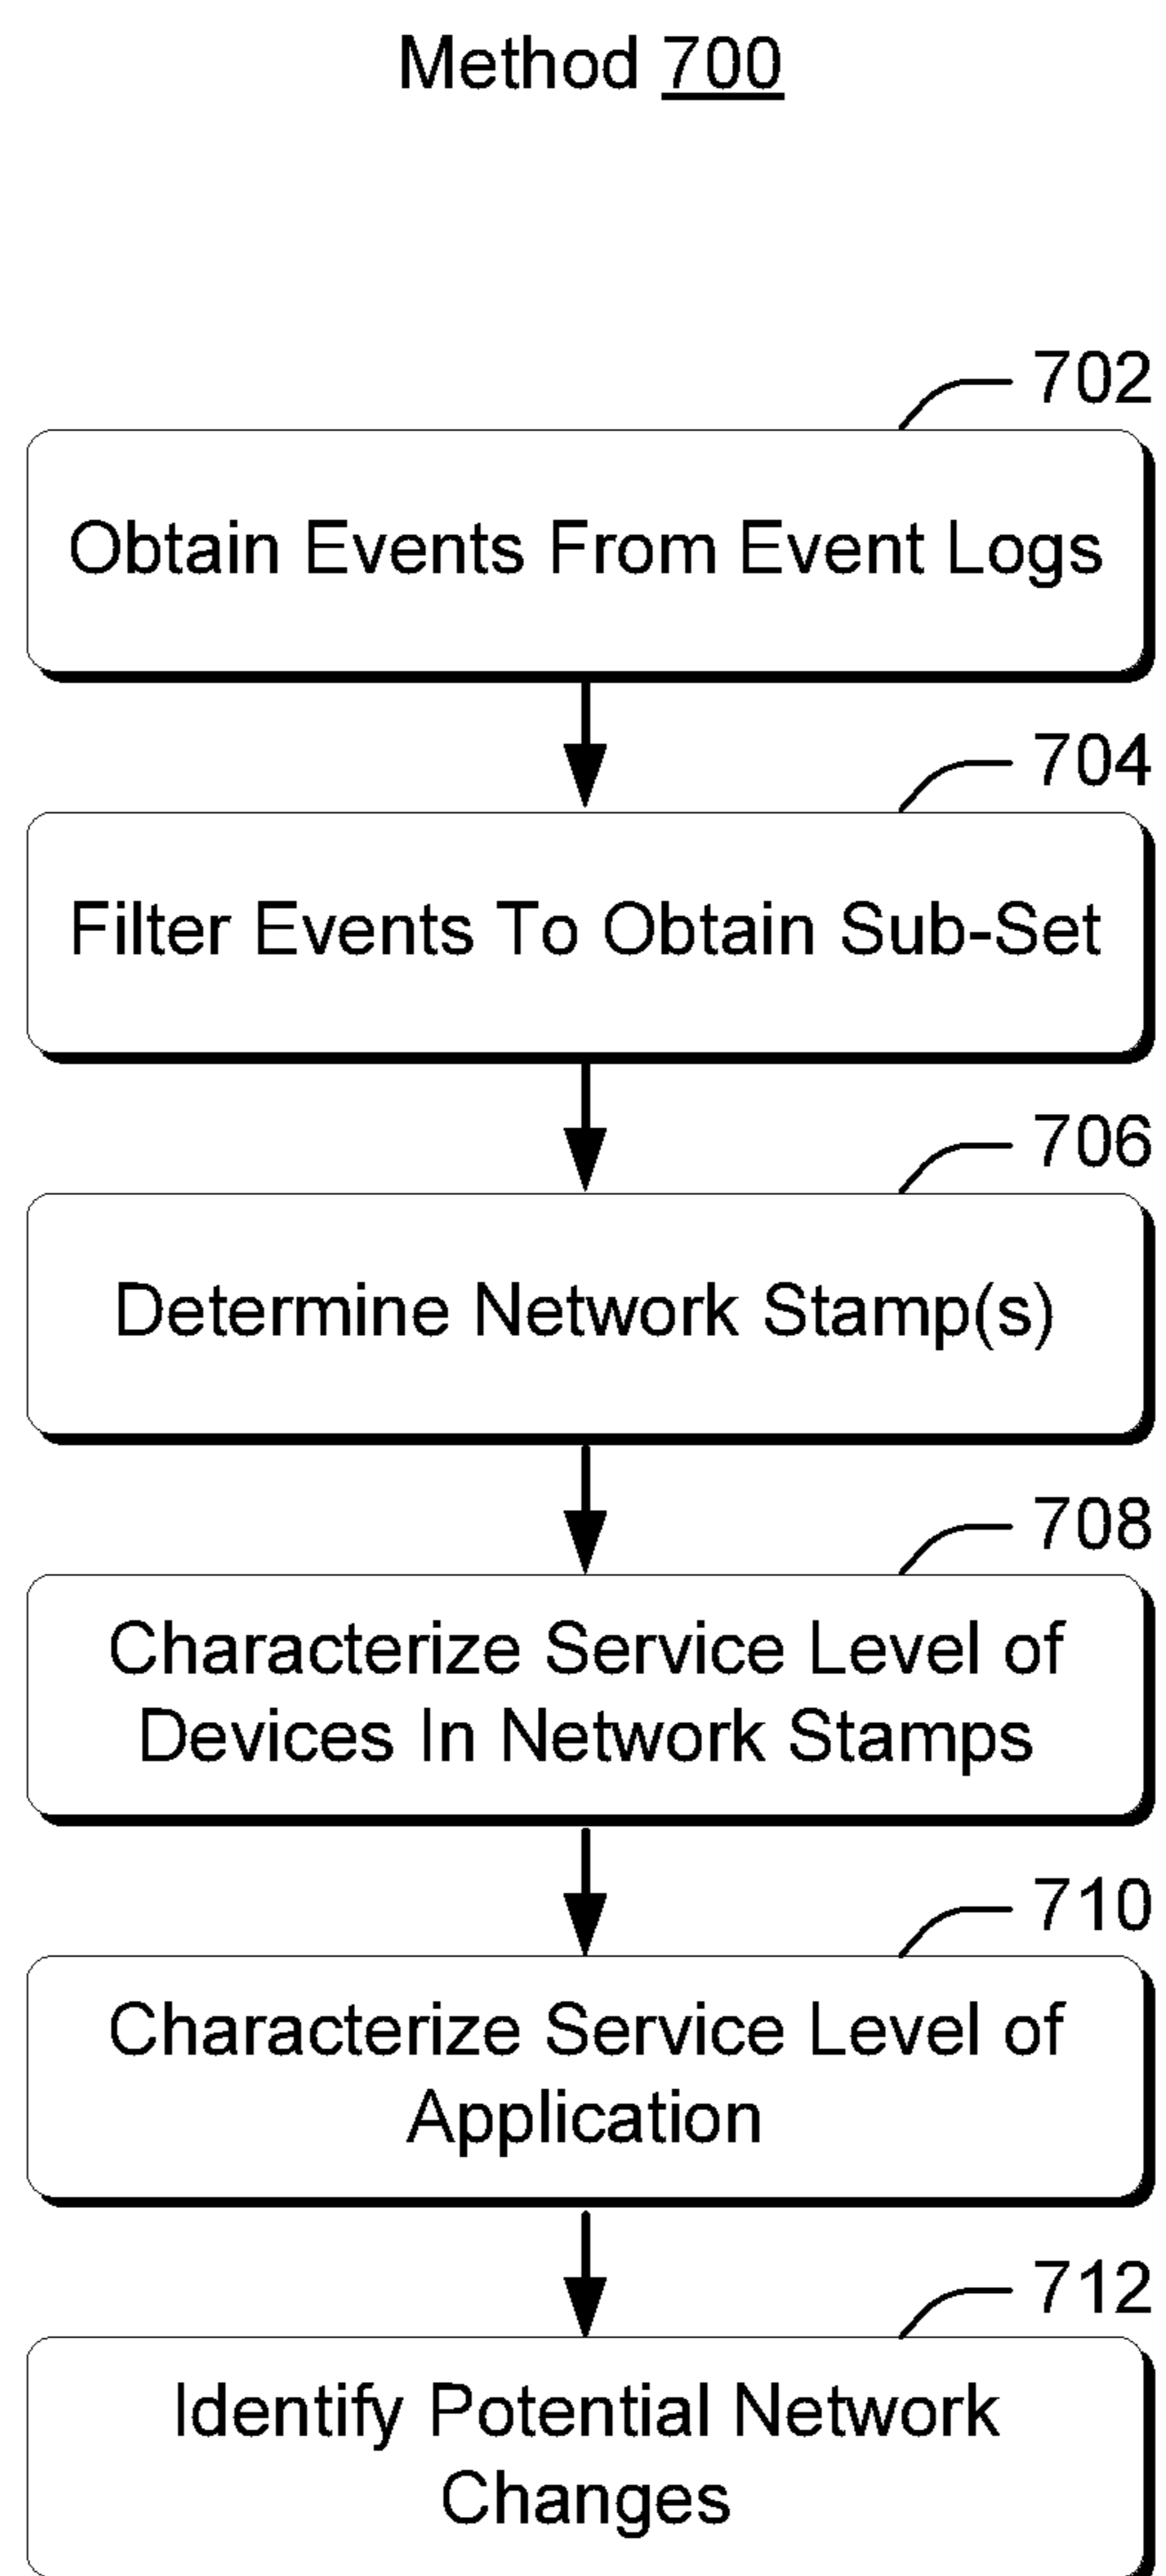 Method 700
702
Obtain Events From Event Logs
704
Filter Events To Obtain Sub-Set
706
Determine Network Stamp(s)
708
Characterize Service Level of
Devices In Network Stamps
710
Characterize Service Level of
Application
712
Identify Potential Network
Changes